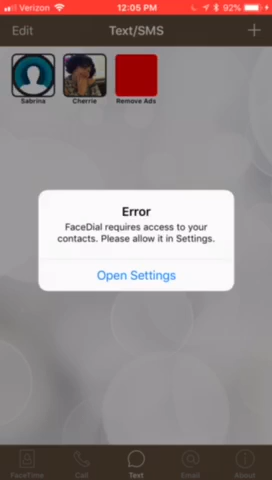 Verizon 12:05 PM 92%
Edit Text/SMS +
Sabrina Cherrie Remove Ads
Error
FaceDial requires access to your
contacts. Please allow it in Settings.
Open Settings
FaceTime Call Text Email About